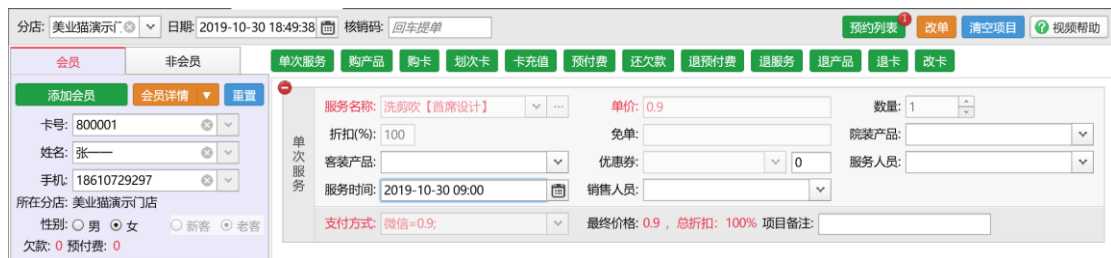 分店: 美业猫演示门 日期: 2019-10-30 18:49:38 核销码: 回车提单 预约列表 1 改单 清空项目 视频帮助
会员 非会员 单次服务 购产品 购卡 划次卡 卡充值 预付费 还欠款 退预付费 退服务 退产品 退卡 改卡
添加会员 会员详情 重置
卡号: 800001
姓名: 张一一
手机: 18610729297
所在分店: 美业猫演示门店
性别: 男 女 新客 老客
欠款: 0 预付费: 0
单次服务
服务名称: 洗剪吹【首席设计】 单价: 0.9 数量: 1
折扣(%): 100 免单: 院装产品:
客装产品: 优惠券: 0 服务人员:
服务时间: 2019-10-30 09:00 销售人员:
支付方式: 微信=0.9; 最终价格: 0.9 , 总折扣: 100% 项目备注: